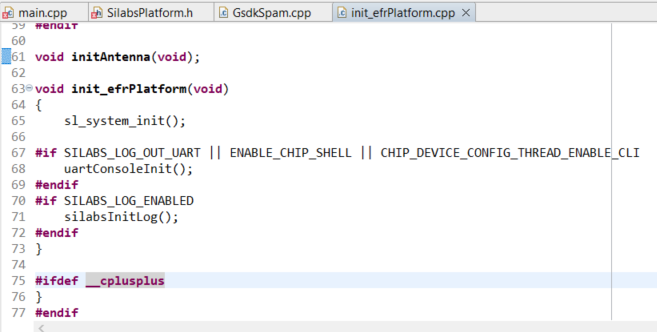 main.cpp SilabsPlatform.h GsdkSpam.cpp init_efrPlatform.cpp
59 #endif
60
61 void initAntenna(void);
62
63 void init_efrPlatform(void)
64 {
65     sl_system_init();
66
67 #if SILABS_LOG_OUT_UART || ENABLE_CHIP_SHELL || CHIP_DEVICE_CONFIG_THREAD_ENABLE_CLI
68     uartConsoleInit();
69 #endif
70 #if SILABS_LOG_ENABLED
71     silabsInitLog();
72 #endif
73 }
74
75 #ifdef __cplusplus
76 }
77 #endif